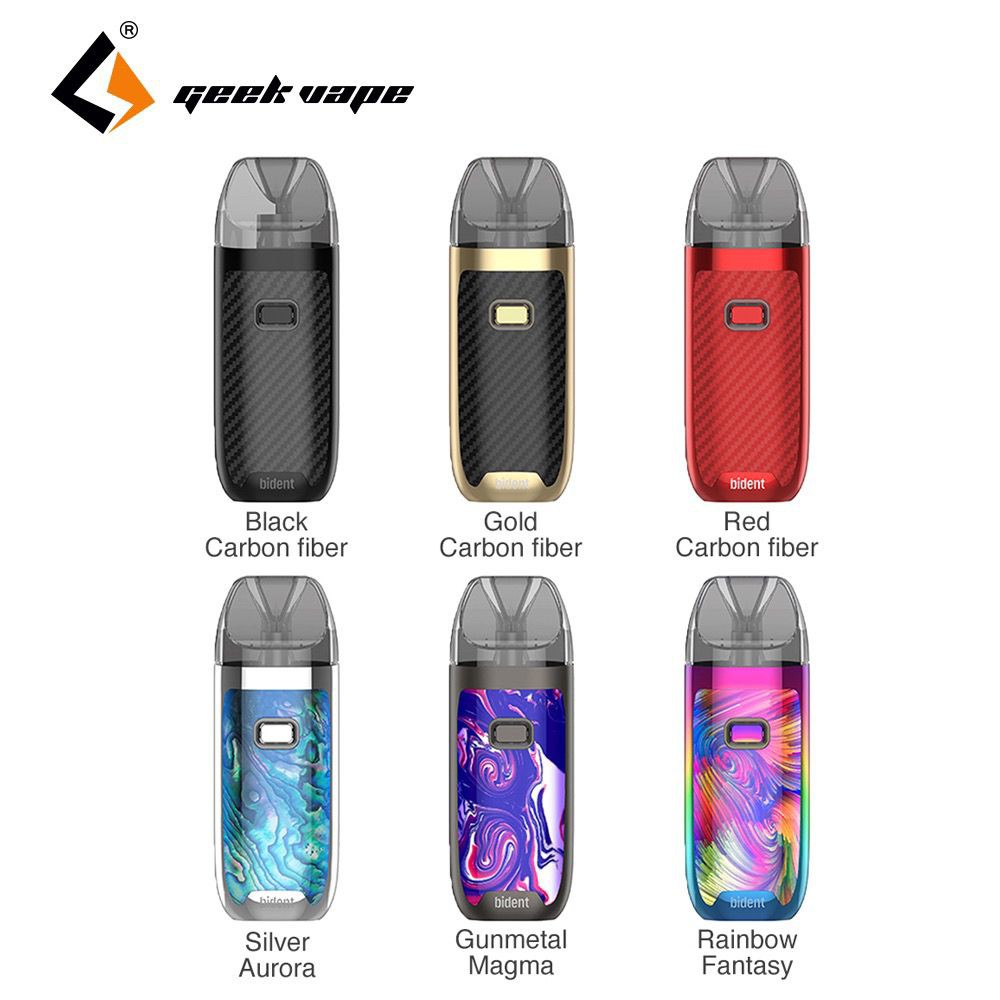 ®
geek vape
bident
bident
bident
Black
Carbon fiber
Gold
Carbon fiber
Red
Carbon fiber
bident
bident
bident
Silver
Aurora
Gunmetal
Magma
Rainbow
Fantasy